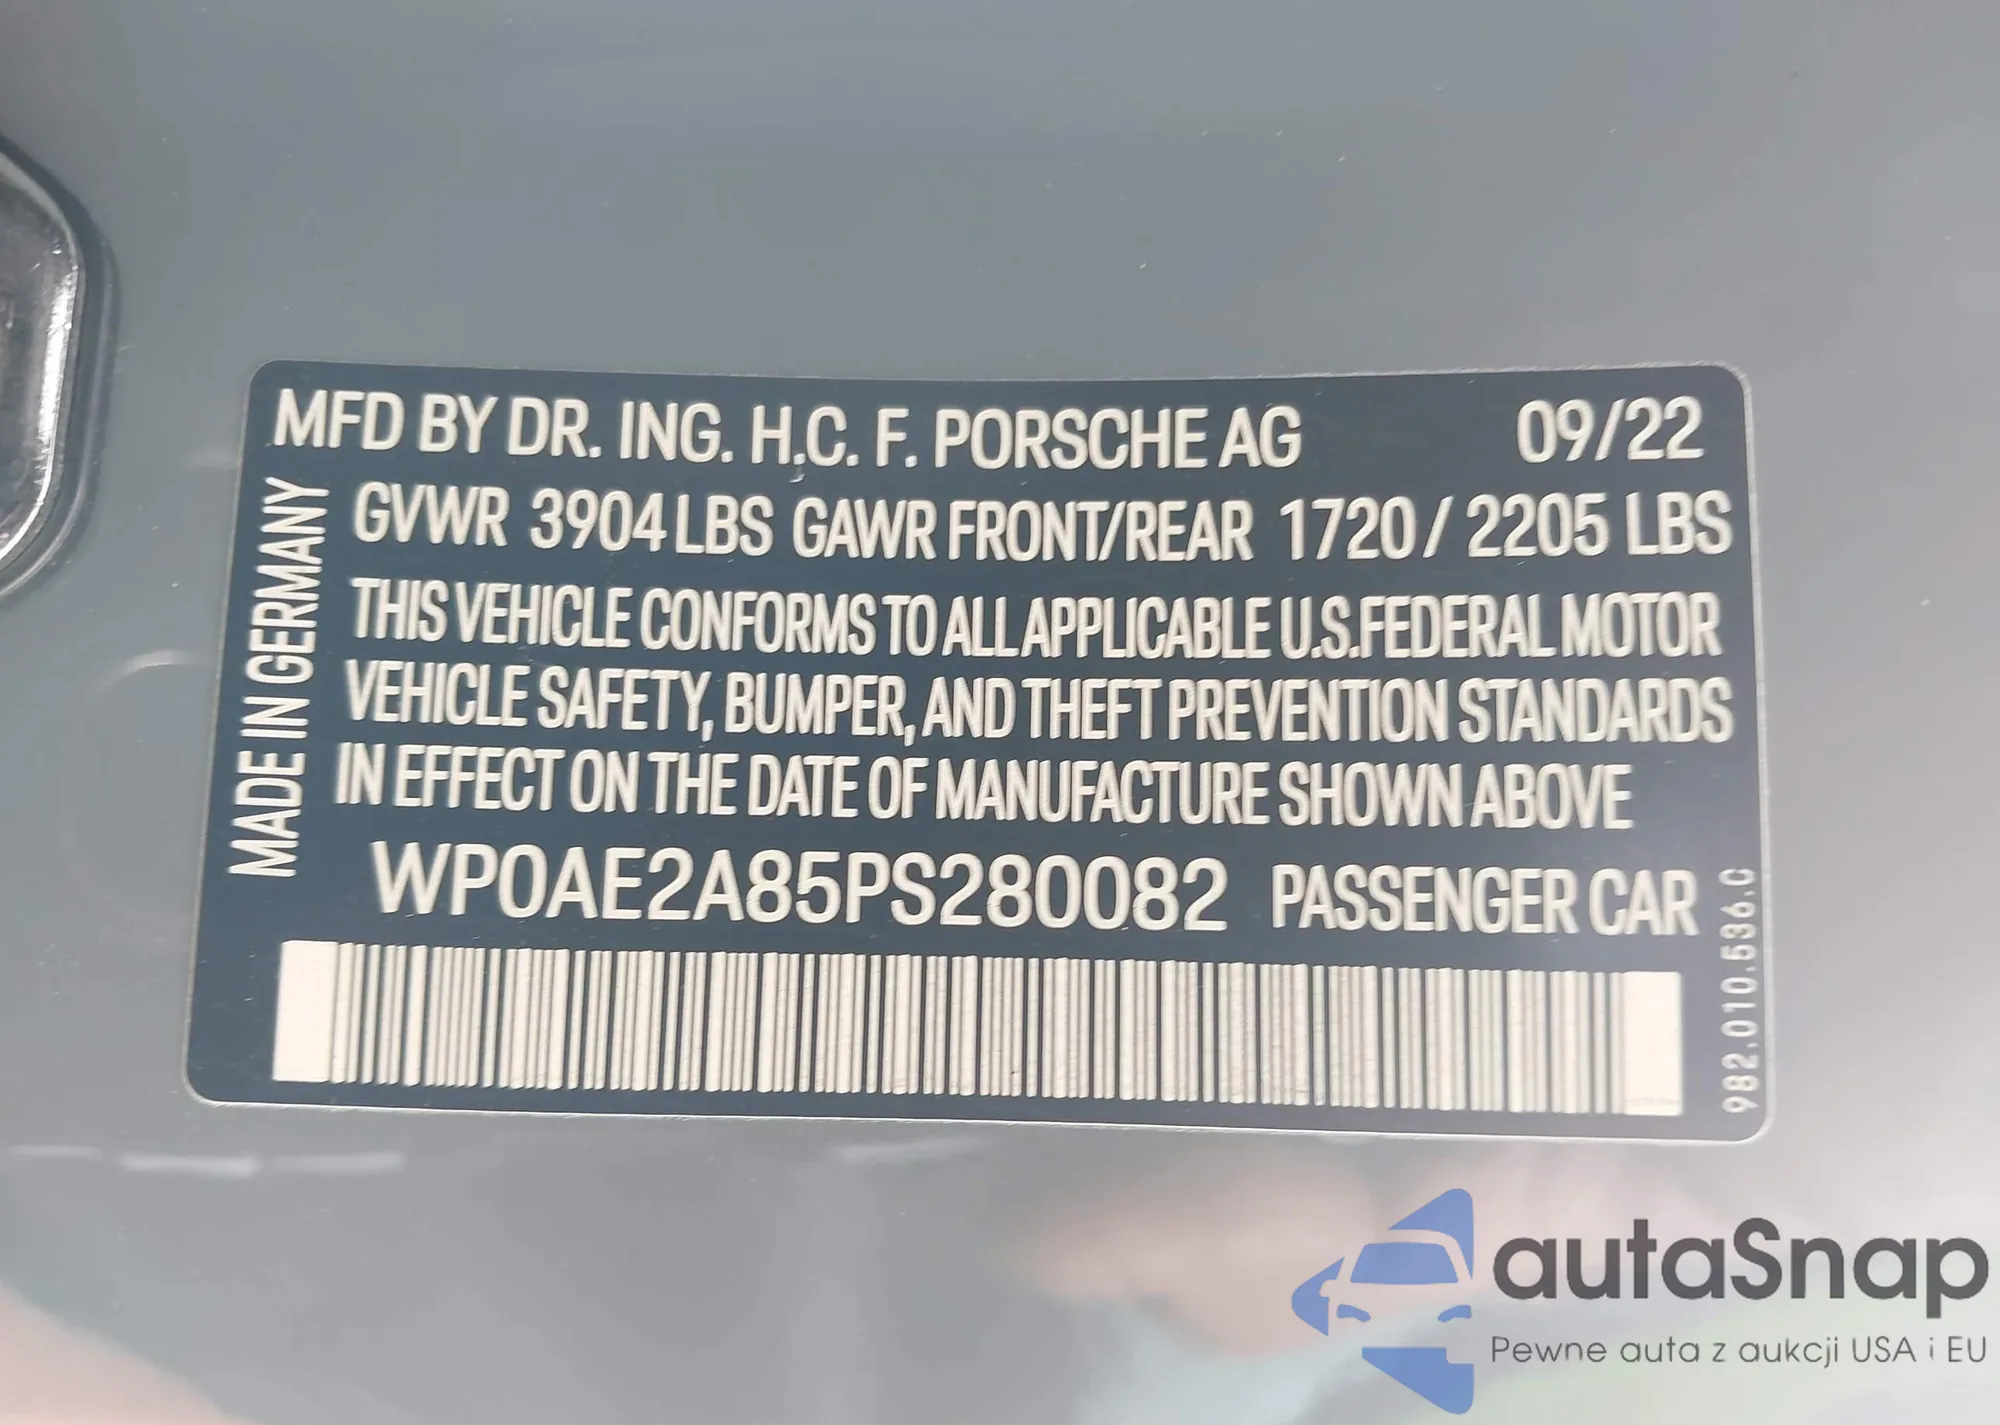 MFD BY DR. ING. H.C. F. PORSCHE AG 09/22
GVWR 3904 LBS GAWR FRONT/REAR 1720 / 2205 LBS
THIS VEHICLE CONFORMS TO ALL APPLICABLE U.S.FEDERAL MOTOR
VEHICLE SAFETY, BUMPER, AND THEFT PREVENTION STANDARDS
IN EFFECT ON THE DATE OF MANUFACTURE SHOWN ABOVE
WP0AE2A85PS280082 PASSENGER CAR
MADE IN GERMANY
982.010.536.C
autaSnap
Pewne auta z aukcji USA i EU